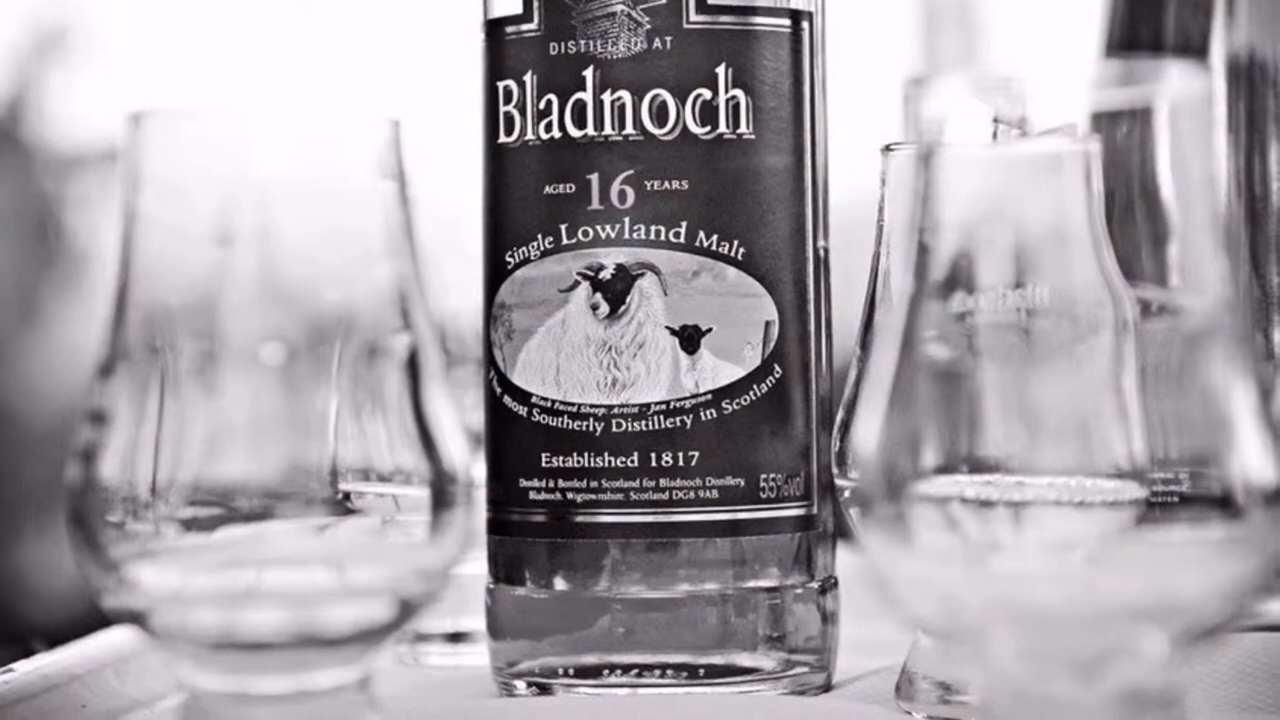 DISTILLED AT
Bladnoch
AGED 16 YEARS
Single Lowland Malt
Black Faced Sheep: Artist - Jan Ferguson
The most Southerly Distillery in Scotland
Established 1817
Distilled & Bottled in Scotland for Bladnoch Distillery,
Bladnoch, Wigtownshire, Scotland DG8 9AB
55%vol